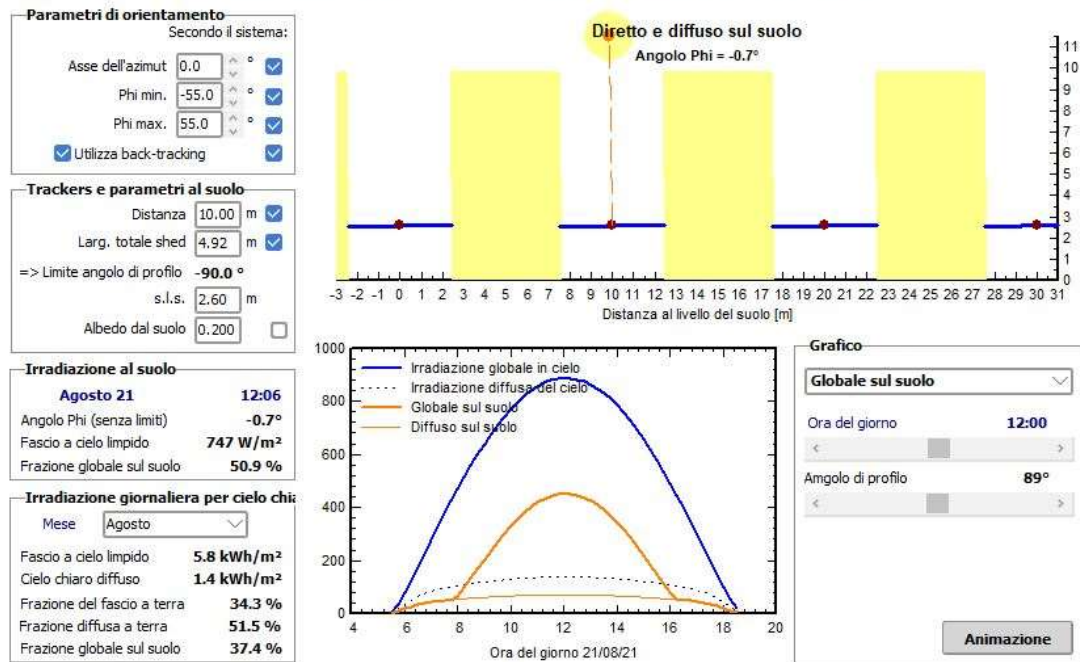 Parametri di orientamento
Secondo il sistema:
Asse dell'azimut 0.0 °
Phi min. -55.0 °
Phi max. 55.0 °
Utilizza back-tracking
Trackers e parametri al suolo
Distanza 10.00 m
Larg. totale shed 4.92 m
=> Limite angolo di profilo -90.0 °
s.l.s. 2.60 m
Albedo dal suolo 0.200
Irradiazione al suolo
Agosto 21 12:06
Angolo Phi (senza limiti) -0.7°
Fascio a cielo limpido 747 W/m²
Frazione globale sul suolo 50.9 %
Irradiazione giornaliera per cielo chia
Mese Agosto
Fascio a cielo limpido 5.8 kWh/m²
Cielo chiaro diffuso 1.4 kWh/m²
Frazione del fascio a terra 34.3 %
Frazione diffusa a terra 51.5 %
Frazione globale sul suolo 37.4 %
Diretto e diffuso sul suolo
Angolo Phi = -0.7°
11
10
9
8
7
6
5
4
3
2
1
0
-3 -2 -1 0 1 2 3 4 5 6 7 8 9 10 11 12 13 14 15 16 17 18 19 20 21 22 23 24 25 26 27 28 29 30 31
Distanza al livello del suolo [m]
1000
800
600
400
200
0
Irradiazione globale in cielo
Irradiazione diffusa del cielo
Globale sul suolo
Diffuso sul suolo
4 6 8 10 12 14 16 18 20
Ora del giorno 21/08/21
Grafico
Globale sul suolo
Ora del giorno 12:00
Amgolo di profilo 89°
Animazione